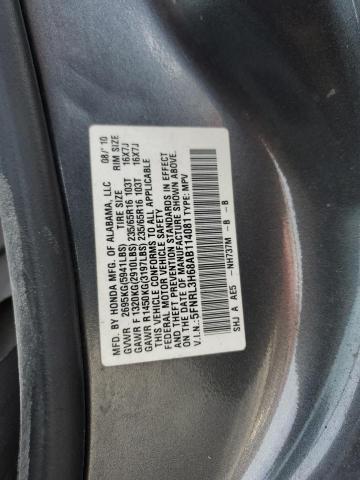 MFD BY HONDA MFG. OF ALABAMA, LLC 08/'10
GVWR 2695KG(5941LBS) TIRE SIZE RIM SIZE
GAWR F 1320KG(2910LBS) 235/65R16 103T 16X7J
GAWR R 1450KG(3197LBS) 235/65R16 103T 16X7J
THIS VEHICLE CONFORMS TO ALL APPLICABLE
FEDERAL MOTOR VEHICLE SAFETY
AND THEFT PREVENTION STANDARDS IN EFFECT
ON THE DATE OF MANUFACTURE SHOWN ABOVE.
V.I.N.:5FNRL3H68AB114081 TYPE: MPV
SHJ A AE5 - NH737M - B - B